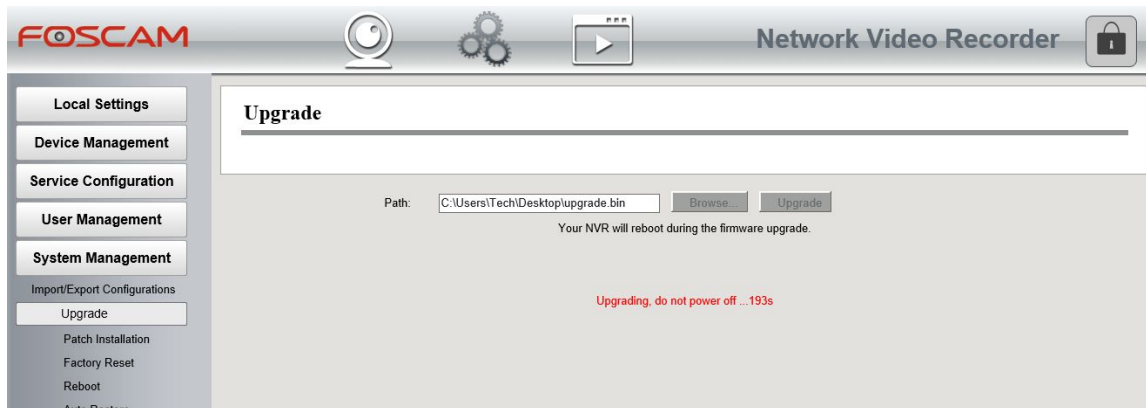 FOSCAM
Network Video Recorder
Local Settings
Device Management
Service Configuration
User Management
System Management
Import/Export Configurations
Upgrade
Patch Installation
Factory Reset
Reboot
Upgrade
Path: C:\Users\Tech\Desktop\upgrade.bin Browse... Upgrade
Your NVR will reboot during the firmware upgrade.
Upgrading, do not power off ...193s